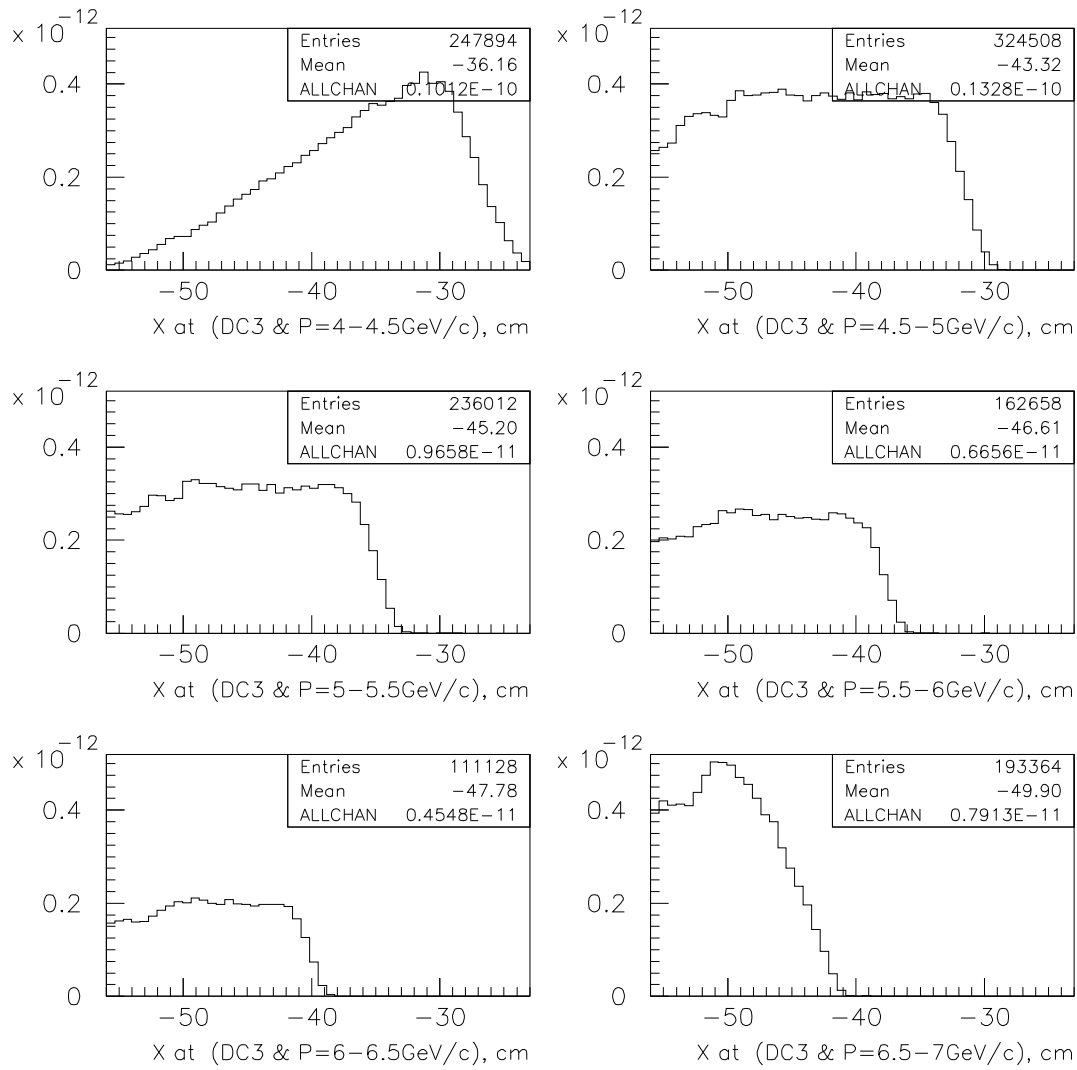 x 10 -12
Entries 247894
Mean -36.16
ALLCHAN 0.1012E-10
0.4
0.2
0
-50 -40 -30
X at (DC3 & P=4-4.5GeV/c), cm
x 10 -12
Entries 324508
Mean -43.32
ALLCHAN 0.1328E-10
0.4
0.2
0
-50 -40 -30
X at (DC3 & P=4.5-5GeV/c), cm
x 10 -12
Entries 236012
Mean -45.20
ALLCHAN 0.9658E-11
0.4
0.2
0
-50 -40 -30
X at (DC3 & P=5-5.5GeV/c), cm
x 10 -12
Entries 162658
Mean -46.61
ALLCHAN 0.6656E-11
0.4
0.2
0
-50 -40 -30
X at (DC3 & P=5.5-6GeV/c), cm
x 10 -12
Entries 111128
Mean -47.78
ALLCHAN 0.4548E-11
0.4
0.2
0
-50 -40 -30
X at (DC3 & P=6-6.5GeV/c), cm
x 10 -12
Entries 193364
Mean -49.90
ALLCHAN 0.7913E-11
0.4
0.2
0
-50 -40 -30
X at (DC3 & P=6.5-7GeV/c), cm